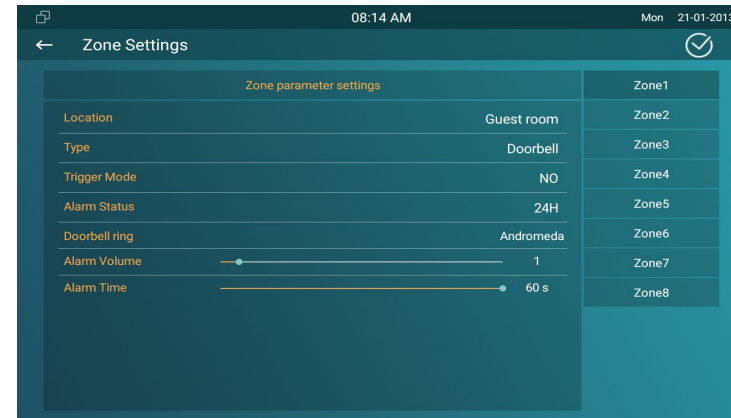 08:14 AM Mon 21-01-2013
Zone Settings
Zone parameter settings
Location Guest room
Type Doorbell
Trigger Mode NO
Alarm Status 24H
Doorbell ring Andromeda
Alarm Volume 1
Alarm Time 60 s
Zone1
Zone2
Zone3
Zone4
Zone5
Zone6
Zone7
Zone8